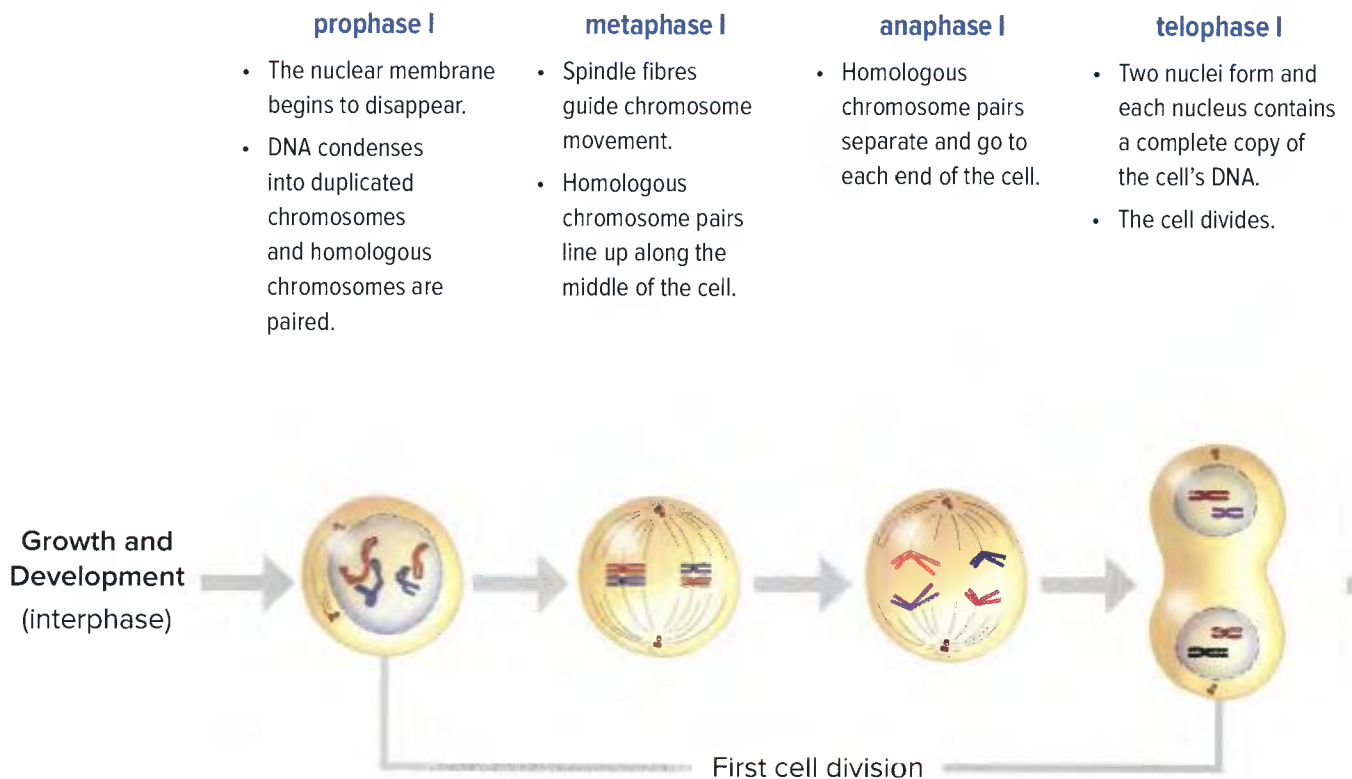 prophase I
• The nuclear membrane
begins to disappear.
• DNA condenses
into duplicated
chromosomes
and homologous
chromosomes are
paired.
metaphase I
• Spindle fibres
guide chromosome
movement.
• Homologous
chromosome pairs
line up along the
middle of the cell.
anaphase I
• Homologous
chromosome pairs
separate and go to
each end of the cell.
telophase I
• Two nuclei form and
each nucleus contains
a complete copy of
the cell's DNA.
• The cell divides.
Growth and
Development
(interphase)
First cell division